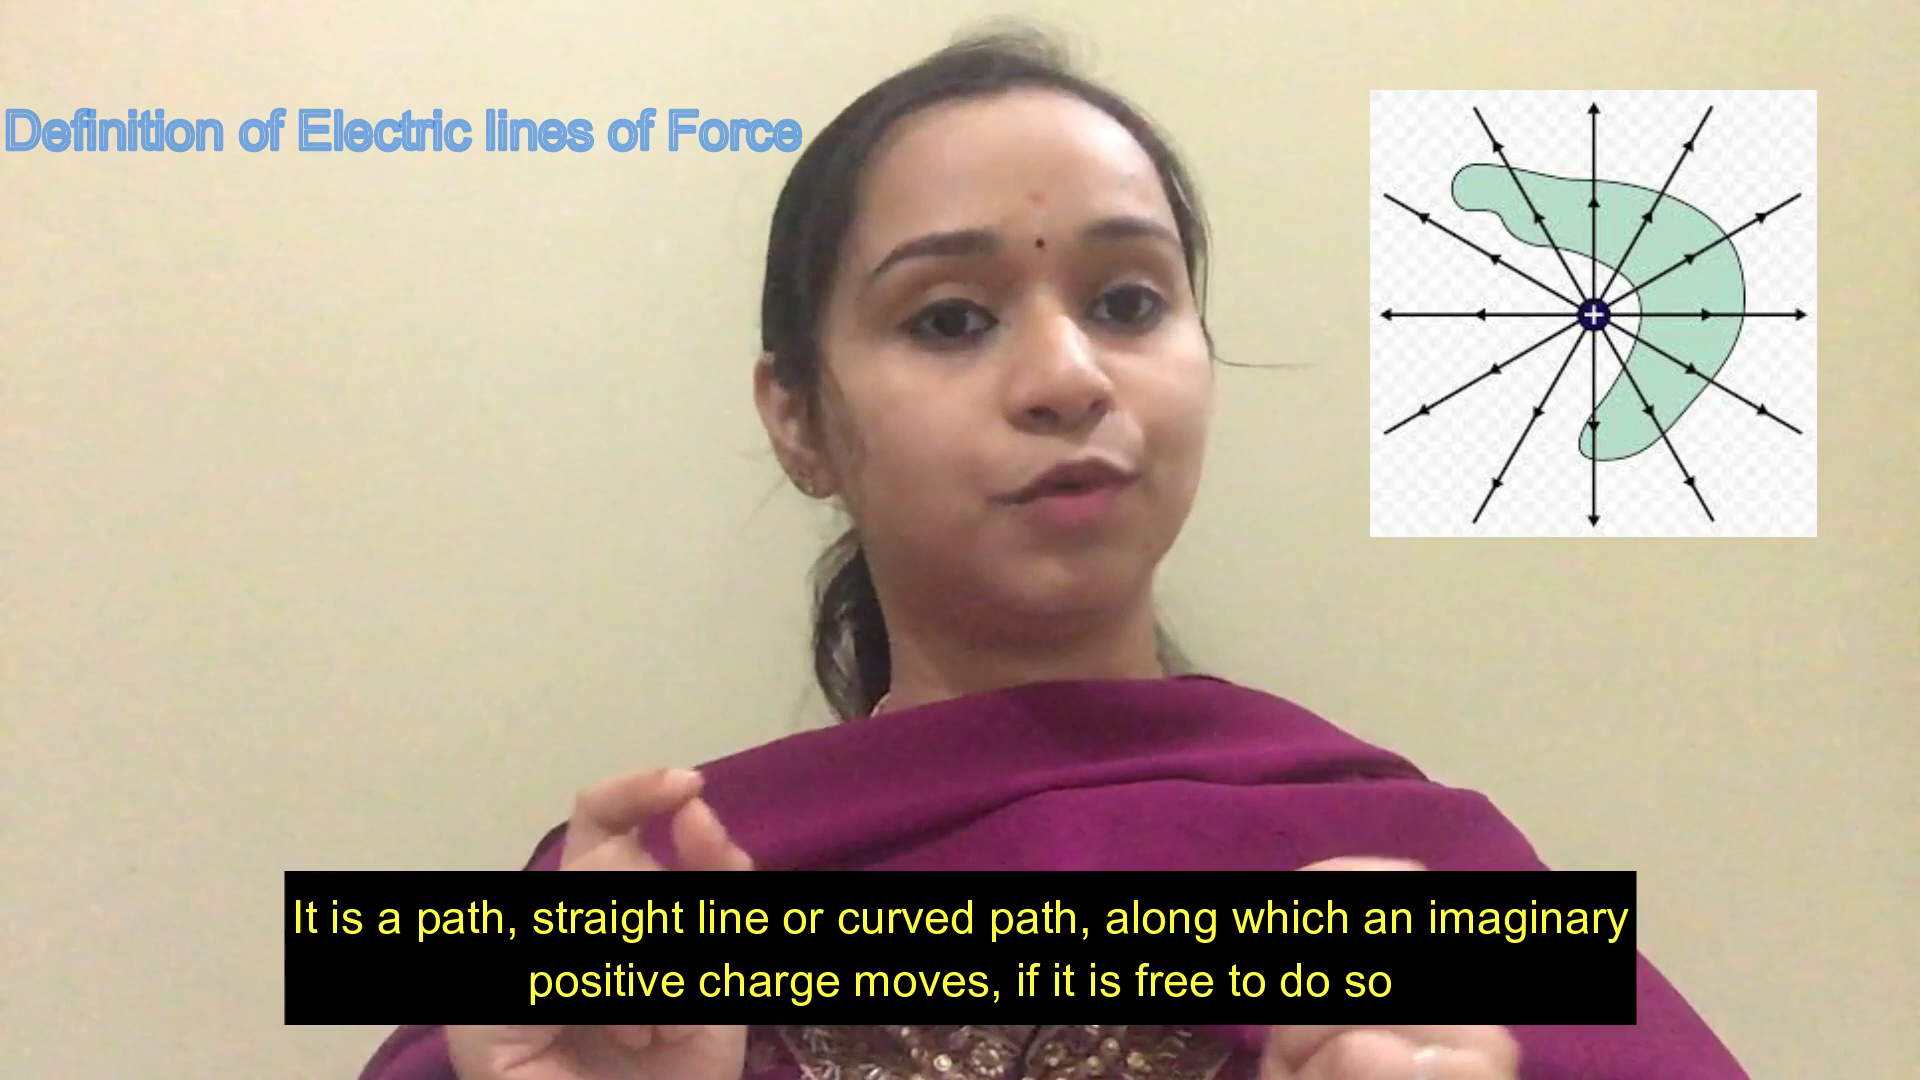 Definition of Electric lines of Force
+
It is a path, straight line or curved path, along which an imaginary
positive charge moves, if it is free to do so